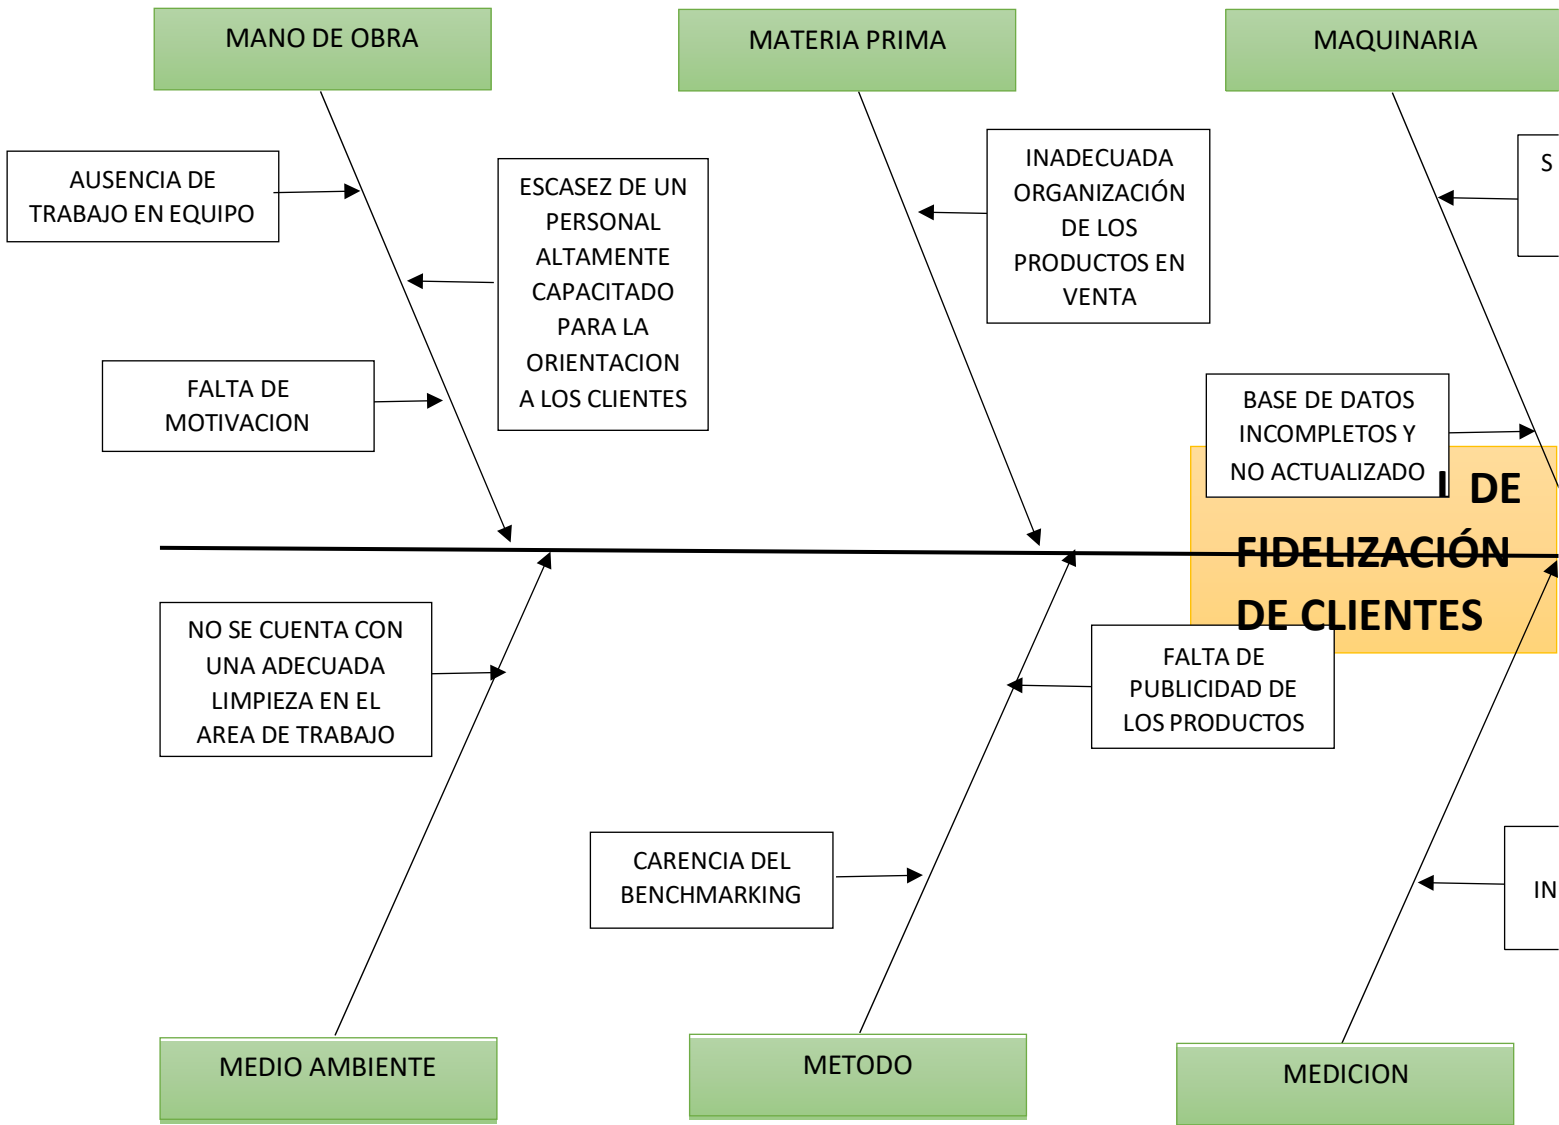 MANO DE OBRA
MATERIA PRIMA
MAQUINARIA
AUSENCIA DE
TRABAJO EN EQUIPO
ESCASEZ DE UN
PERSONAL
ALTAMENTE
CAPACITADO
PARA LA
ORIENTACION
A LOS CLIENTES
INADECUADA
ORGANIZACIÓN
DE LOS
PRODUCTOS EN
VENTA
S
FALTA DE
MOTIVACION
BASE DE DATOS
INCOMPLETOS Y
NO ACTUALIZADO
DE
FIDELIZACIÓN
DE CLIENTES
NO SE CUENTA CON
UNA ADECUADA
LIMPIEZA EN EL
AREA DE TRABAJO
FALTA DE
PUBLICIDAD DE
LOS PRODUCTOS
CARENCIA DEL
BENCHMARKING
IN
MEDIO AMBIENTE
METODO
MEDICION